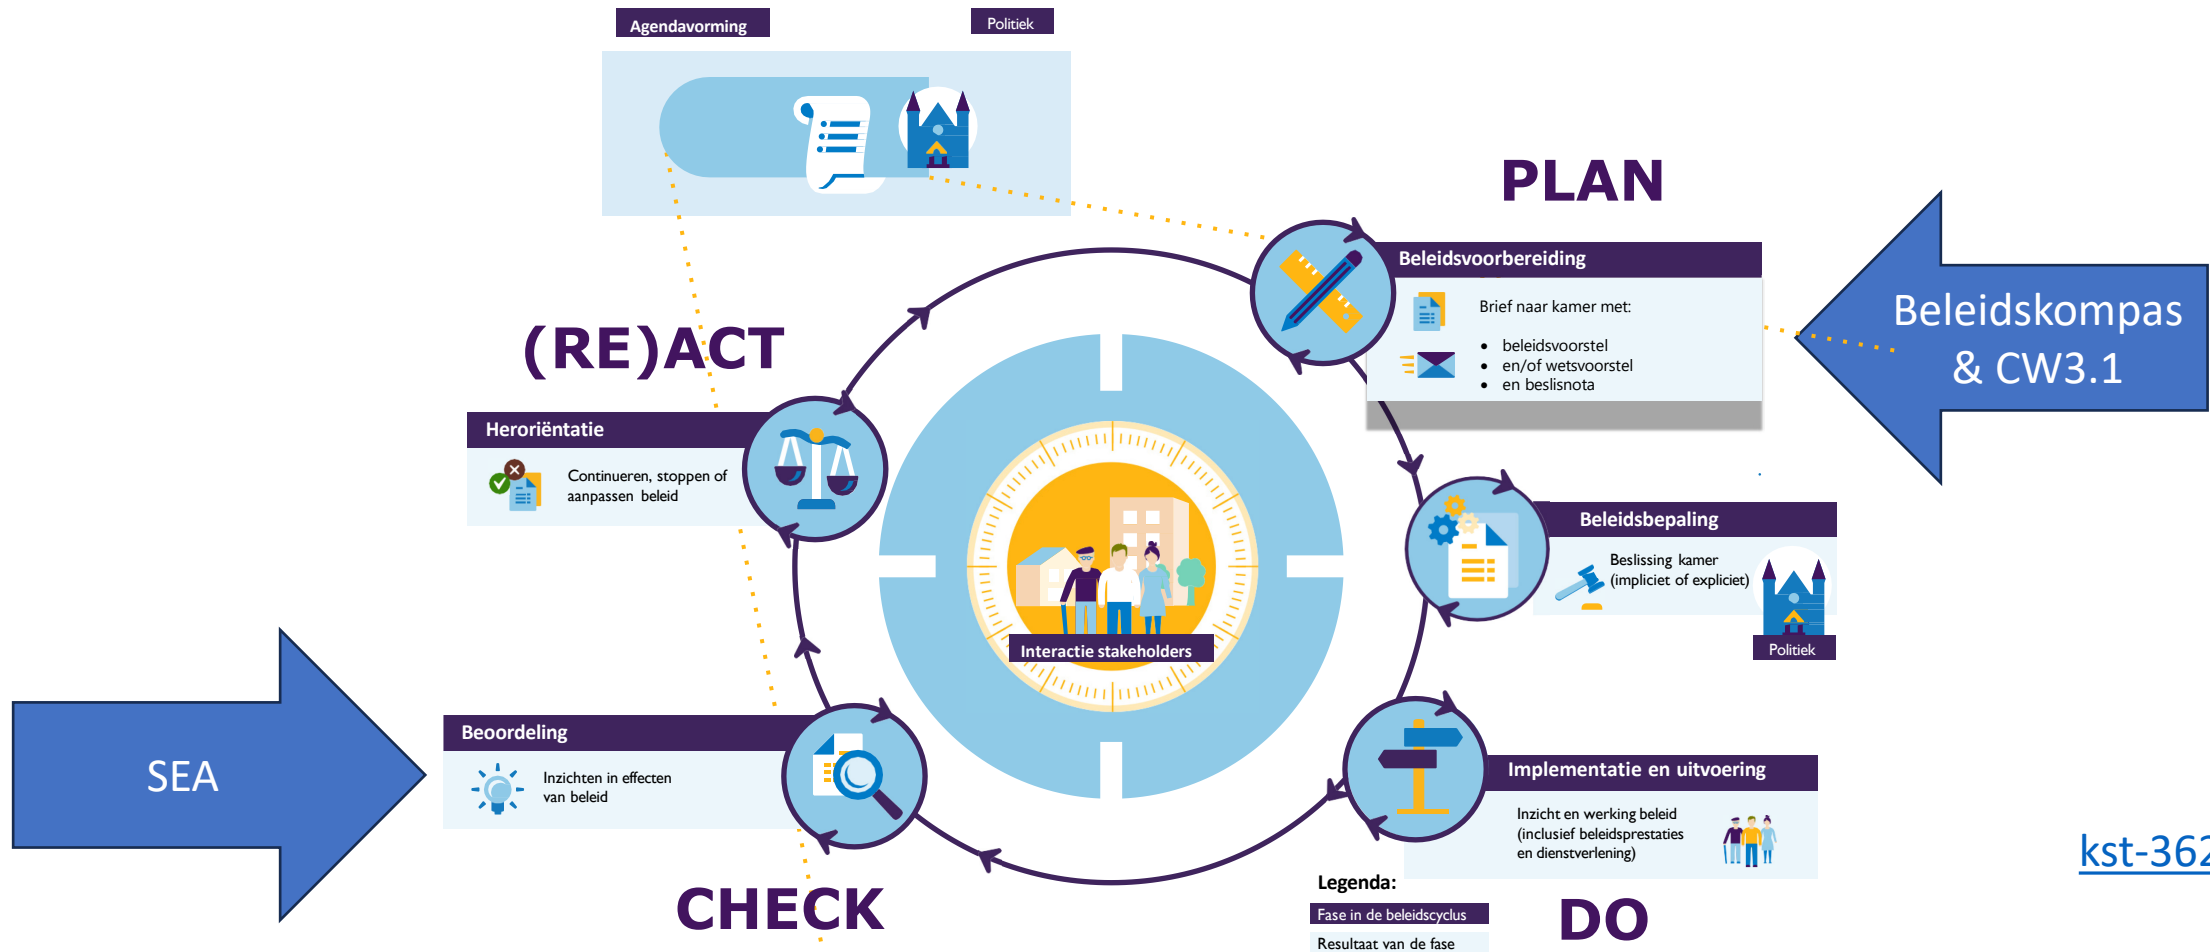 Agendavorming
Politiek
PLAN
Beleidsvoorbereiding
Brief naar kamer met:
• beleidsvoorstel
• en/of wetsvoorstel
• en beslisnota
Beleidskompas
& CW3.1
(RE)ACT
Heroriëntatie
Continueren, stoppen of
aanpassen beleid
Beleidsbepaling
Beslissing kamer
(impliciet of expliciet)
Politiek
Interactie stakeholders
SEA
Beoordeling
Inzichten in effecten
van beleid
Implementatie en uitvoering
Inzicht en werking beleid
(inclusief beleidsprestaties
en dienstverlening)
kst-362
CHECK
Legenda:
Fase in de beleidscyclus
Resultaat van de fase
DO